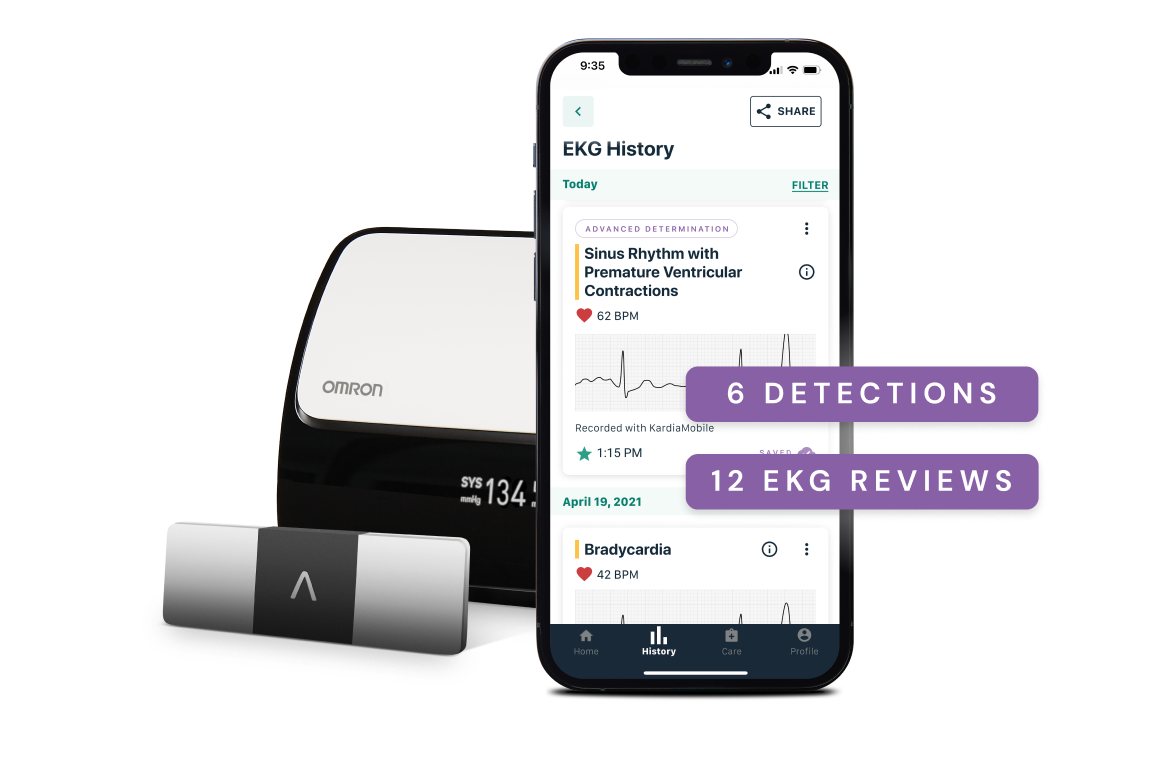 9:35
SHARE
EKG History
Today
FILTER
ADVANCED DETERMINATION
Sinus Rhythm with
Premature Ventricular
Contractions
62 BPM
6 DETECTIONS
Recorded with KardiaMobile
1:15 PM
SAVED
12 EKG REVIEWS
April 19, 2021
Bradycardia
42 BPM
Home
History
Care
Profile
OMRON
SYS
mmHg
134